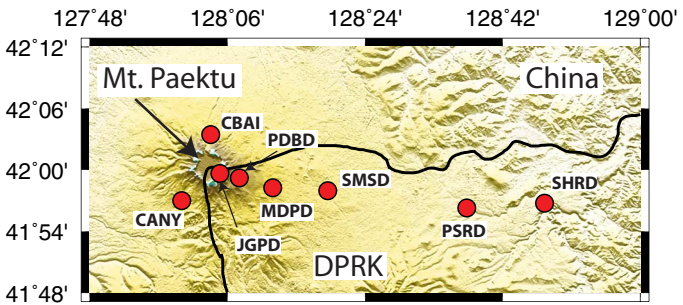 127˚48' 128˚06' 128˚24' 128˚42' 129˚00'
42˚12'
Mt. Paektu China
42˚06'
CBAI
PDBD
42˚00'
SMSD SHRD
CANY MDPD
PSRD
41˚54'
JGPD
DPRK
41˚48'